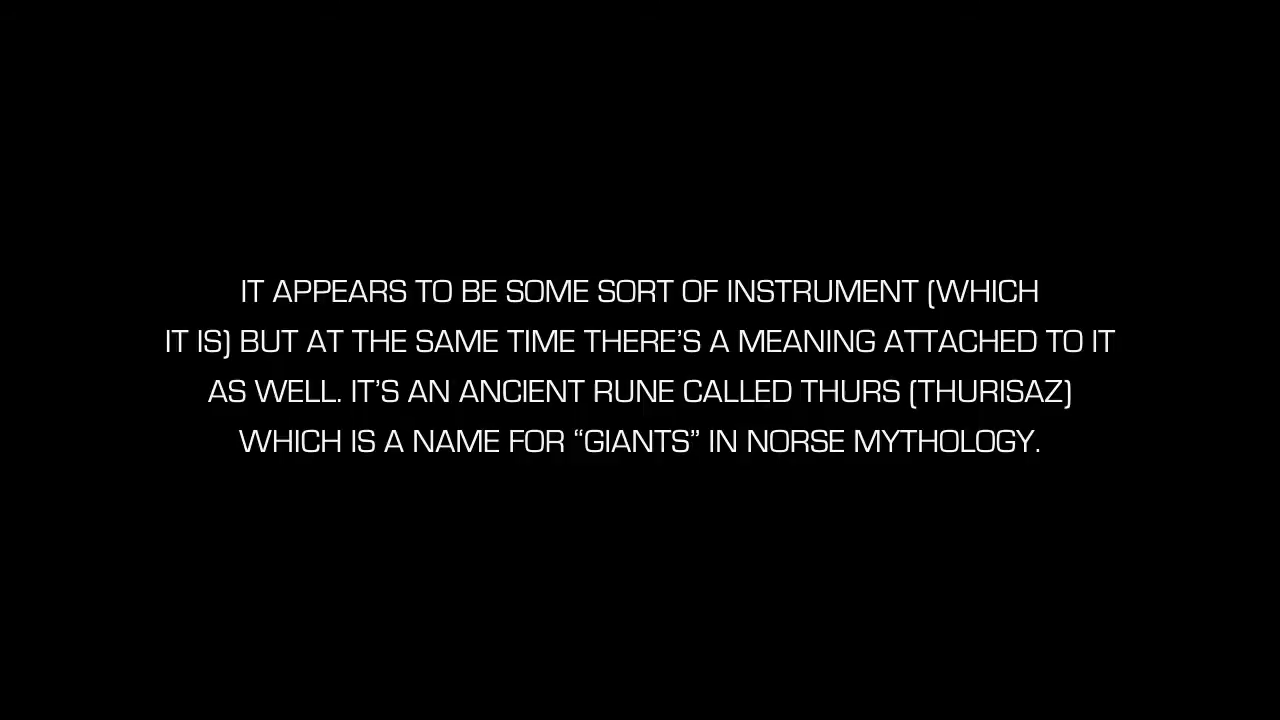 IT APPEARS TO BE SOME SORT OF INSTRUMENT (WHICH
IT IS) BUT AT THE SAME TIME THERE’S A MEANING ATTACHED TO IT
AS WELL. IT’S AN ANCIENT RUNE CALLED THURS (THURISAZ)
WHICH IS A NAME FOR “GIANTS” IN NORSE MYTHOLOGY.